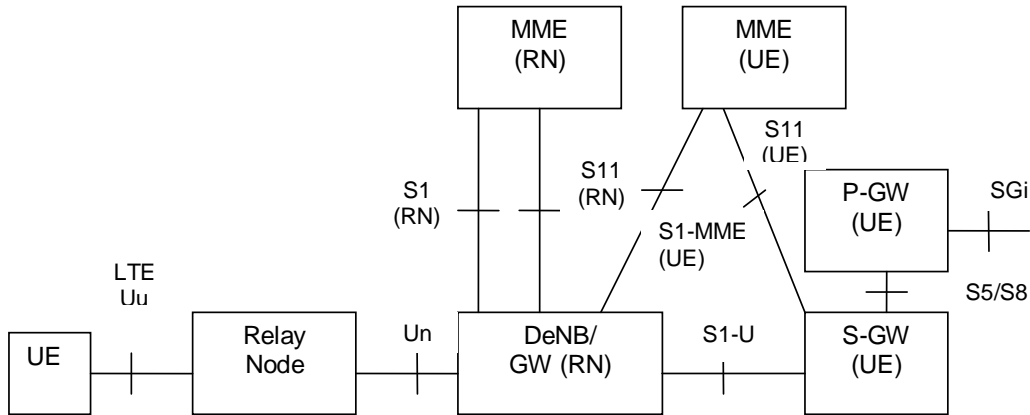 MME
(RN)
MME
(UE)
S11
(UE)
S1
(RN)
S11
(RN)
P-GW
(UE)
SGi
S1-MME
(UE)
LTE
Uu
S5/S8
UE
Relay
Node
Un
DeNB/
GW (RN)
S1-U
S-GW
(UE)